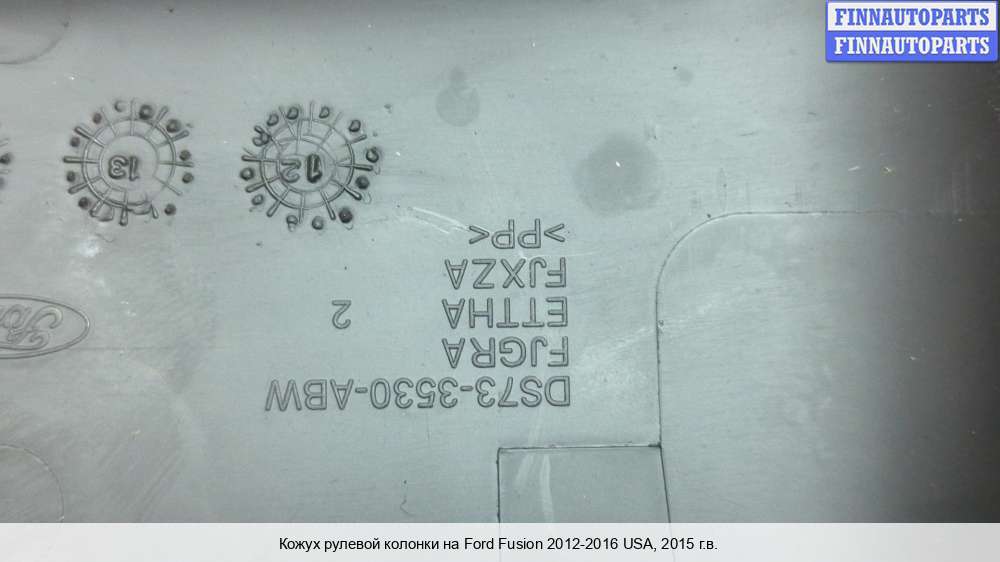 FINNAUTOPARTS
FINNAUTOPARTS
DS73-3530-ABW
FJGRA
ETTHA 2
FJXZA
>PP<
12
13
Кожух рулевой колонки на Ford Fusion 2012-2016 USA, 2015 г.в.